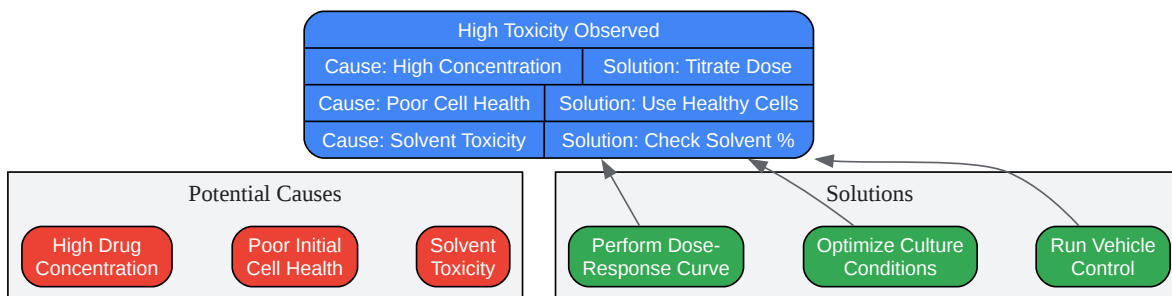 High Toxicity Observed
Cause: High Concentration
Solution: Titrate Dose
Cause: Poor Cell Health
Solution: Use Healthy Cells
Cause: Solvent Toxicity
Solution: Check Solvent %
Potential Causes
High Drug
Concentration
Poor Initial
Cell Health
Solvent
Toxicity
Solutions
Perform Dose-
Response Curve
Optimize Culture
Conditions
Run Vehicle
Control